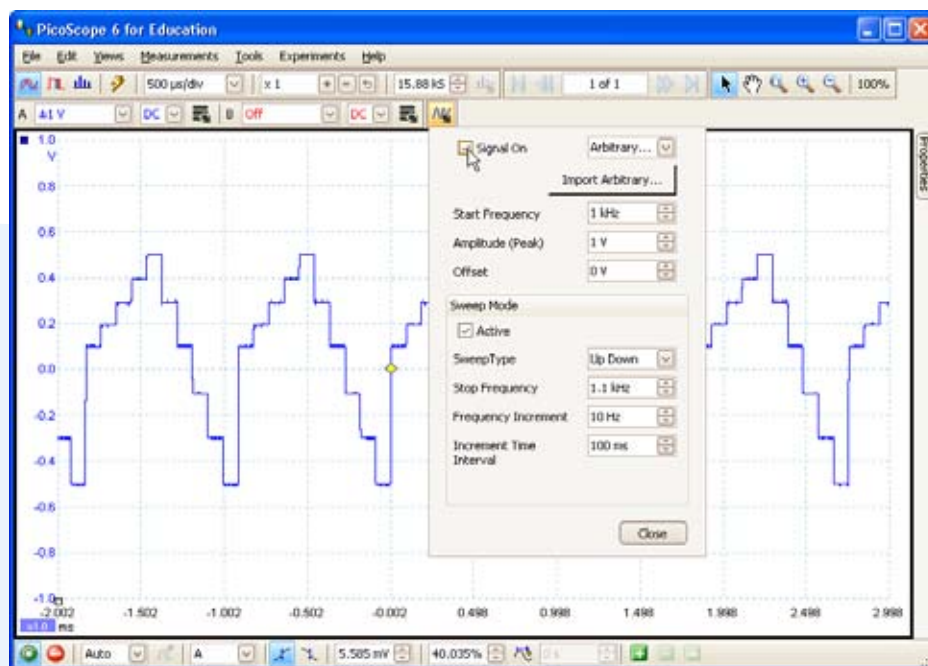 PicoScope 6 for Education
File Edit Views Measurements Tools Experiments Help
500 µs/div x 1 15.88 kS 1 of 1 100%
A ±1 V DC B Off DC
1.0
V
0.8
0.6
0.4
0.2
0.0
-0.2
-0.4
-0.6
-0.8
-1.0
-2.002 -1.502 -1.002 -0.502 -0.002 0.498 0.998 1.498 1.998 2.498 2.998
x1.0 ms
Signal On Arbitrary...
Import Arbitrary...
Start Frequency 1 kHz
Amplitude (Peak) 1 V
Offset 0 V
Sweep Mode
Active
SweepType Up Down
Stop Frequency 1.1 kHz
Frequency Increment 10 Hz
Increment Time 100 ms
Interval
Close
Properties
Auto A 5.585 mV 40.035%